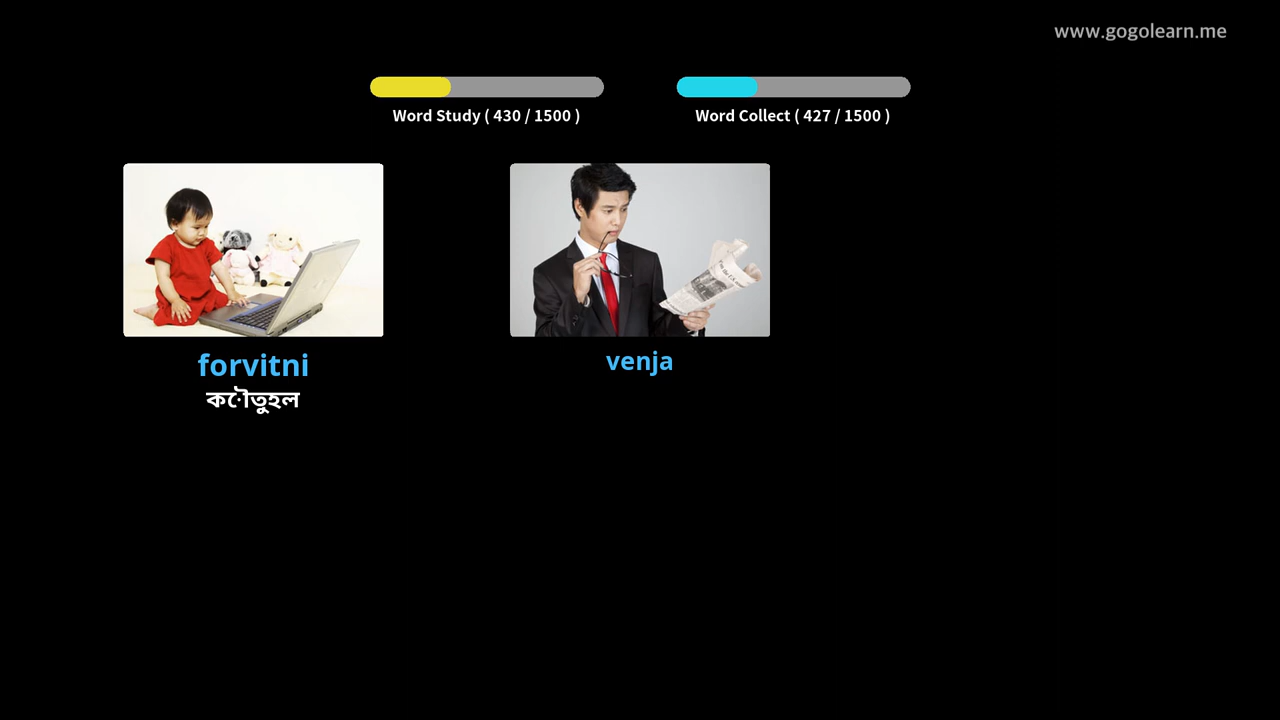 www.gogolearn.me
Word Study ( 430 / 1500 )
Word Collect ( 427 / 1500 )
forvitni
কৌতুহল
venja